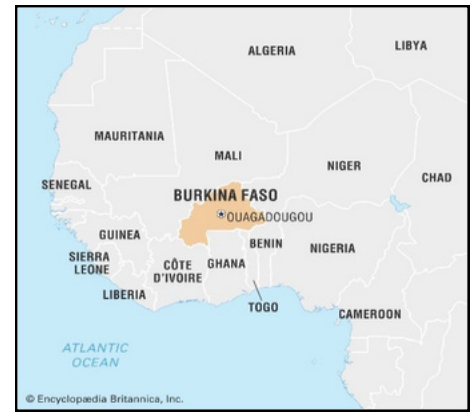 ALGERIA
LIBYA
MAURITANIA
MALI
NIGER
CHAD
SENEGAL
BURKINA FASO
OUAGADOUGOU
GUINEA
BENIN
NIGERIA
SIERRA
LEONE
CÔTE
D'IVOIRE
GHANA
LIBERIA
TOGO
CAMEROON
ATLANTIC
OCEAN
© Encyclopædia Britannica, Inc.